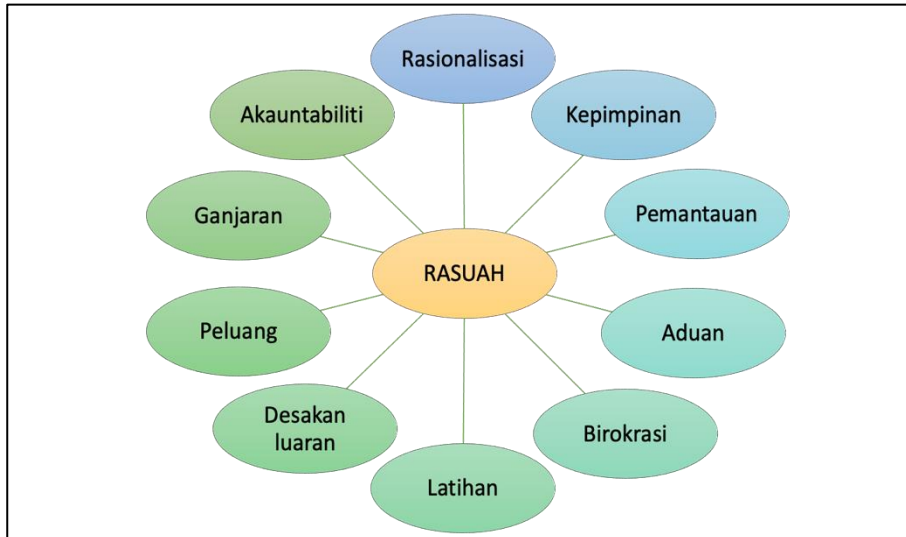 Rasionalisasi
Kepimpinan
Pemantauan
Aduan
Birokrasi
Latihan
Desakan
luaran
Peluang
Ganjaran
Akauntabiliti
RASUAH